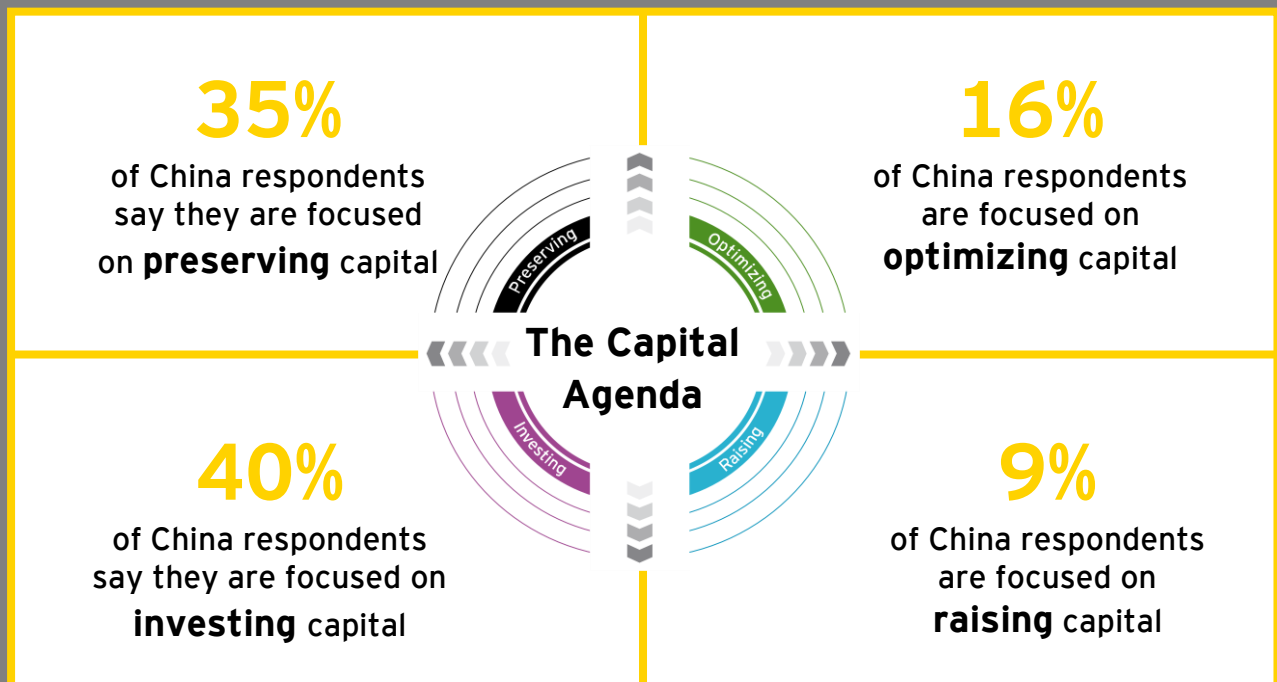 35%
of China respondents
say they are focused
on preserving capital
16%
of China respondents
are focused on
optimizing capital
Preserving
Optimizing
The Capital
Agenda
Investing
Raising
40%
of China respondents
say they are focused on
investing capital
9%
of China respondents
are focused on
raising capital